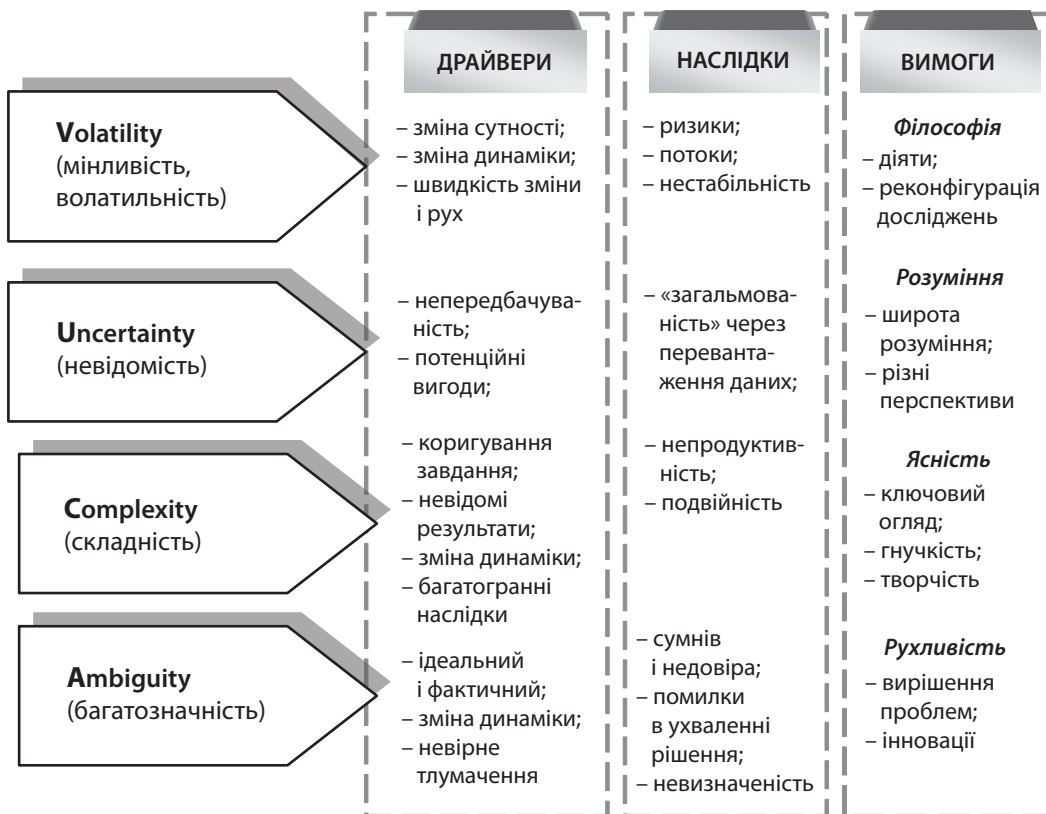 ДРАЙВЕРИ
НАСЛІДКИ
ВИМОГИ
Volatility
(мінливість,
волатильність)
– зміна сутності;
– зміна динаміки;
– швидкість зміни
і рух
– ризики;
– потоки;
– нестабільність
Філософія
– діяти;
– реконфігурація
досліджень
Uncertainty
(невідомість)
– непередбачува-
ність;
– потенційні
вигоди;
– «загальмова-
ність» через
переванта-
ження даних;
Розуміння
– широта
розуміння;
– різні
перспективи
Complexity
(складність)
– коригування
завдання;
– невідомі
результати;
– зміна динаміки;
– багатогранні
наслідки
– непродуктив-
ність;
– подвійність
Ясність
– ключовий
огляд;
– гнучкість;
– творчість
Ambiguity
(багатозначність)
– ідеальний
і фактичний;
– зміна динаміки;
– невірне
тлумачення
– сумнів
і недовіра;
– помилки
в ухваленні
рішення;
– невизначеність
Рухливість
– вирішення
проблем;
– інновації